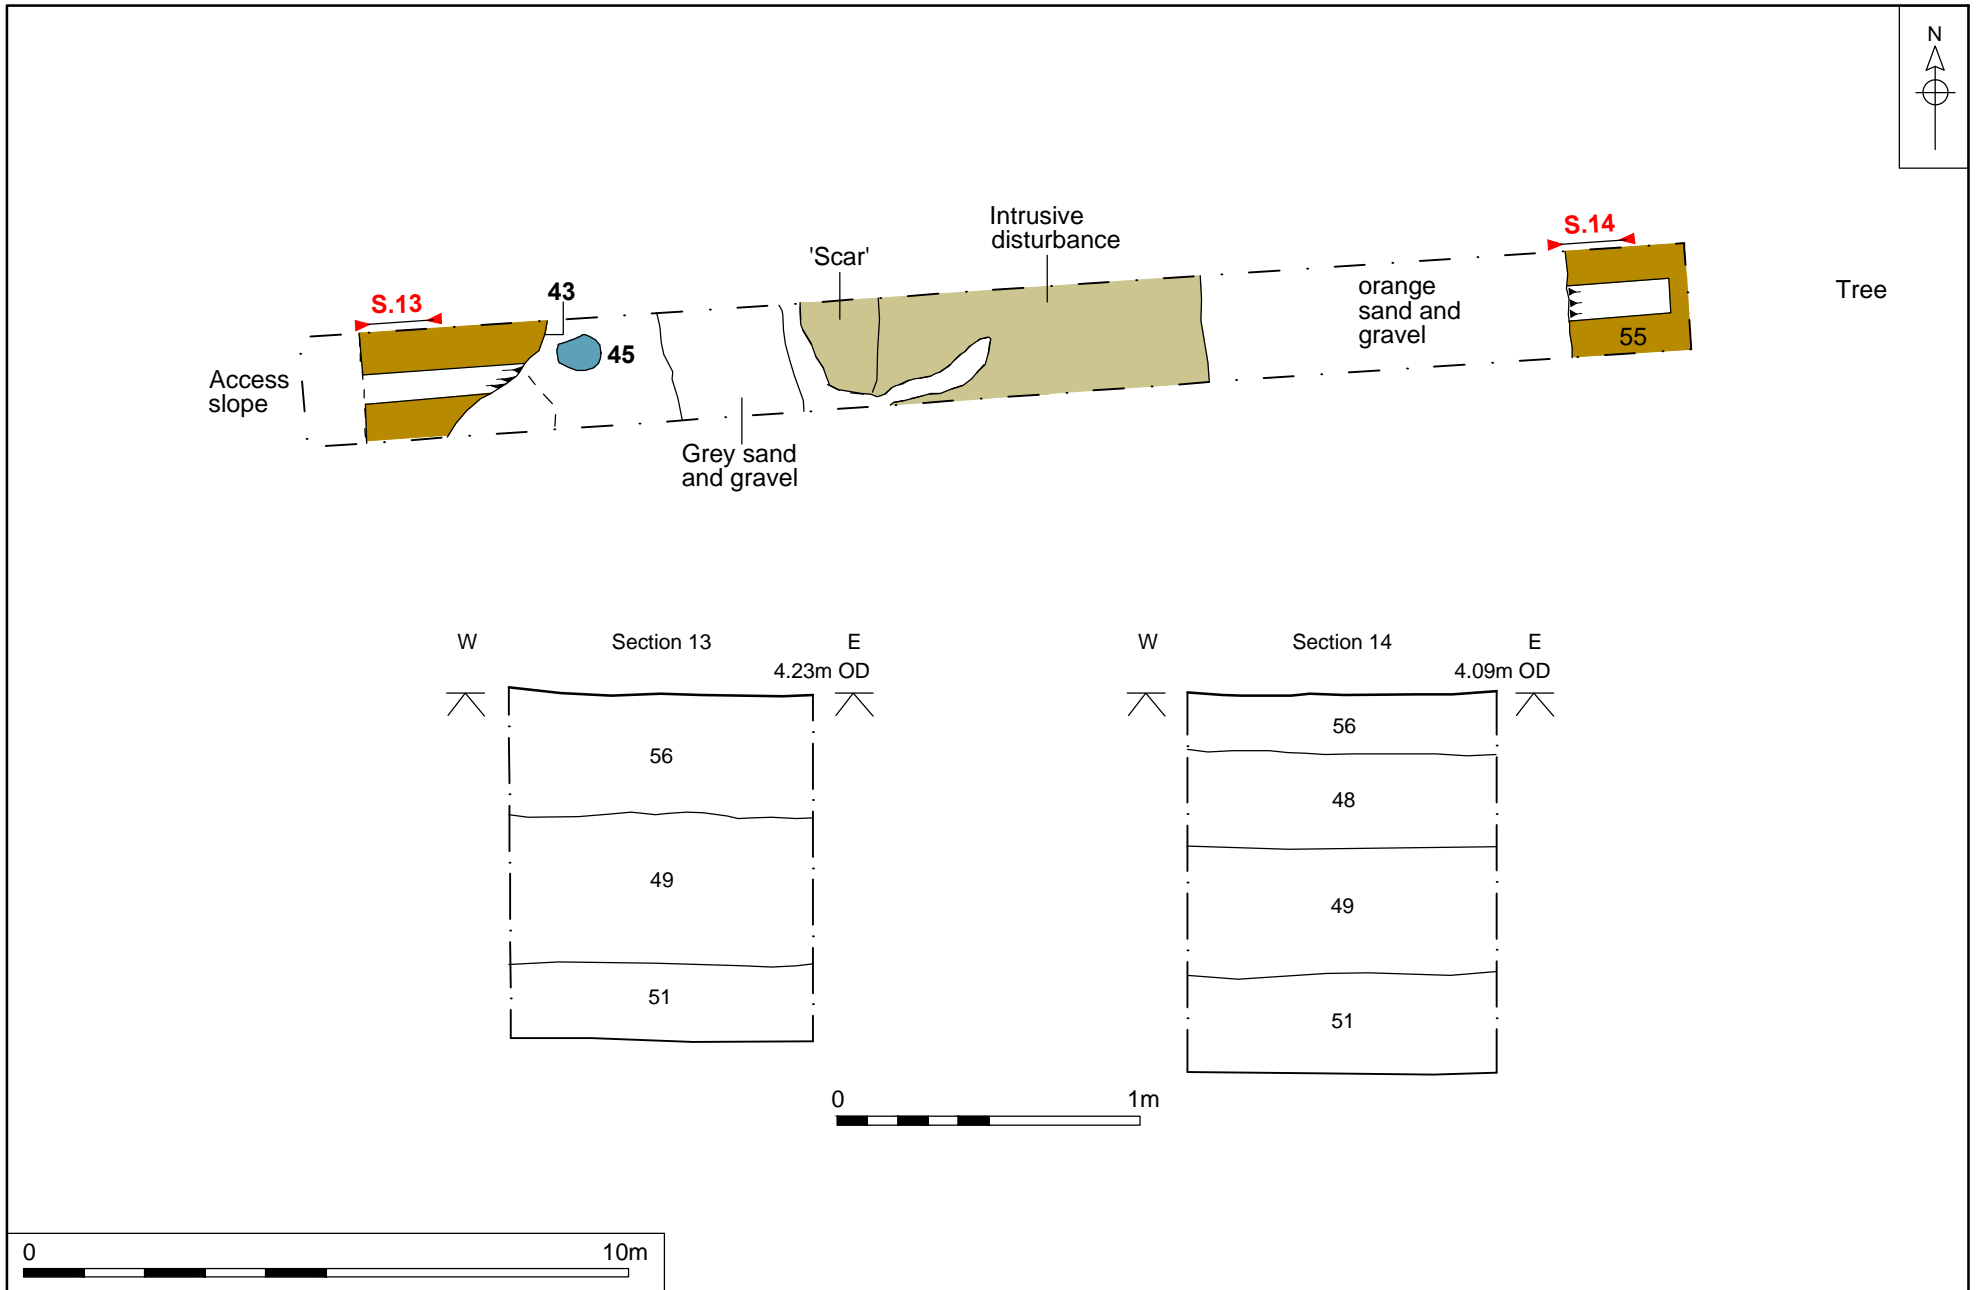 N
Intrusive
disturbance
S.14
'Scar'
Tree
orange
sand and
gravel
43
S.13
55
45
Access
slope
Grey sand
and gravel
W Section 13 E
4.23m OD
56
49
51
W Section 14 E
4.09m OD
56
48
49
51
0 1m
0 10m